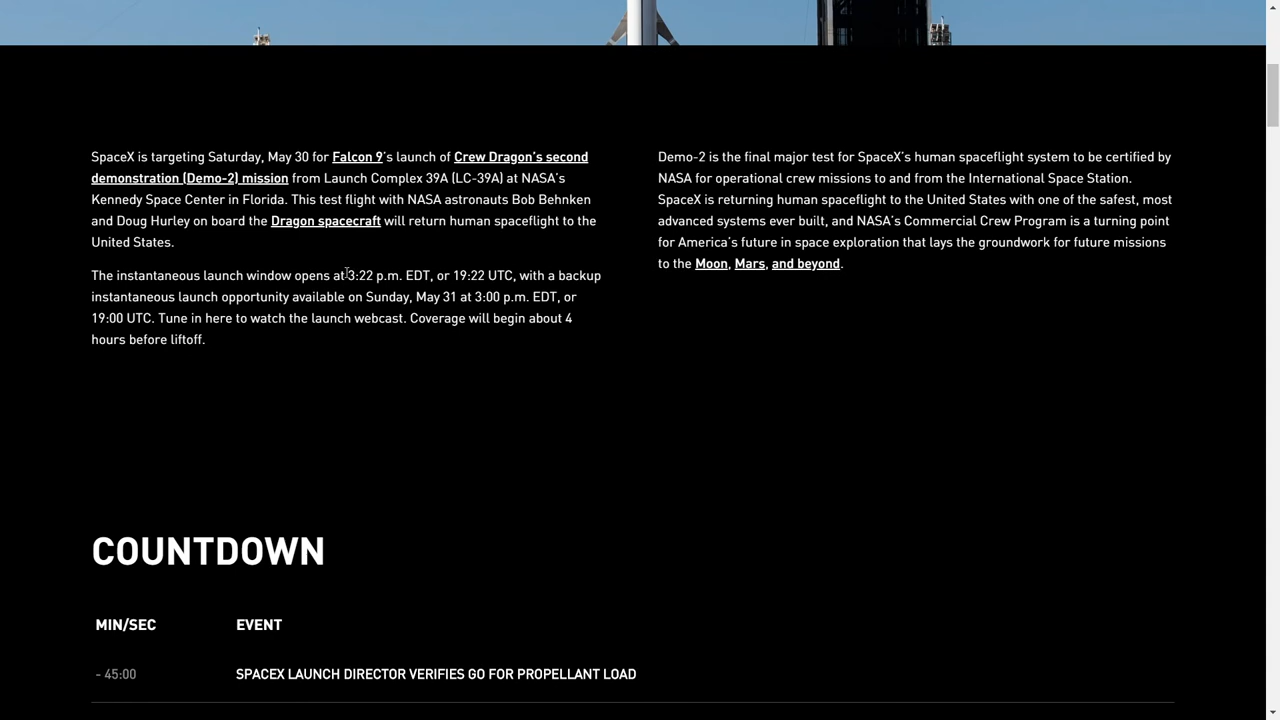 SpaceX is targeting Saturday, May 30 for Falcon 9's launch of Crew Dragon's second
demonstration (Demo-2) mission from Launch Complex 39A (LC-39A) at NASA's
Kennedy Space Center in Florida. This test flight with NASA astronauts Bob Behnken
and Doug Hurley on board the Dragon spacecraft will return human spaceflight to the
United States.
The instantaneous launch window opens at 3:22 p.m. EDT, or 19:22 UTC, with a backup
instantaneous launch opportunity available on Sunday, May 31 at 3:00 p.m. EDT, or
19:00 UTC. Tune in here to watch the launch webcast. Coverage will begin about 4
hours before liftoff.
Demo-2 is the final major test for SpaceX's human spaceflight system to be certified by
NASA for operational crew missions to and from the International Space Station.
SpaceX is returning human spaceflight to the United States with one of the safest, most
advanced systems ever built, and NASA's Commercial Crew Program is a turning point
for America's future in space exploration that lays the groundwork for future missions
to the Moon, Mars, and beyond.
COUNTDOWN
MIN/SEC EVENT
- 45:00 SPACEX LAUNCH DIRECTOR VERIFIES GO FOR PROPELLANT LOAD